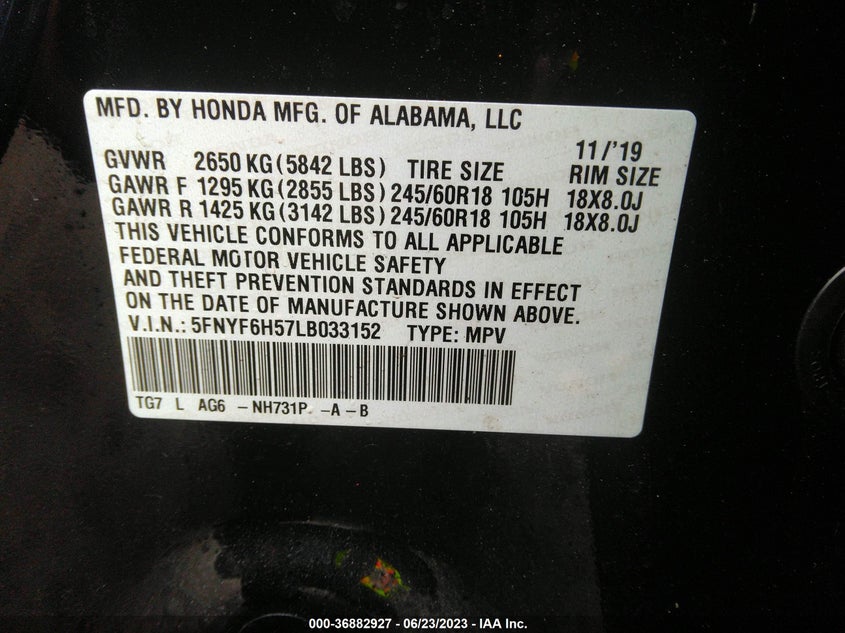 MFD. BY HONDA MFG. OF ALABAMA, LLC
11/'19
GVWR 2650 KG (5842 LBS) TIRE SIZE RIM SIZE
GAWR F 1295 KG (2855 LBS) 245/60R18 105H 18X8.0J
GAWR R 1425 KG (3142 LBS) 245/60R18 105H 18X8.0J
THIS VEHICLE CONFORMS TO ALL APPLICABLE
FEDERAL MOTOR VEHICLE SAFETY
AND THEFT PREVENTION STANDARDS IN EFFECT
ON THE DATE OF MANUFACTURE SHOWN ABOVE.
V.I.N.: 5FNYF6H57LB033152 TYPE: MPV
TG7 L AG6 - NH731P. - A - B
000-36882927 - 06/23/2023 - IAA Inc.